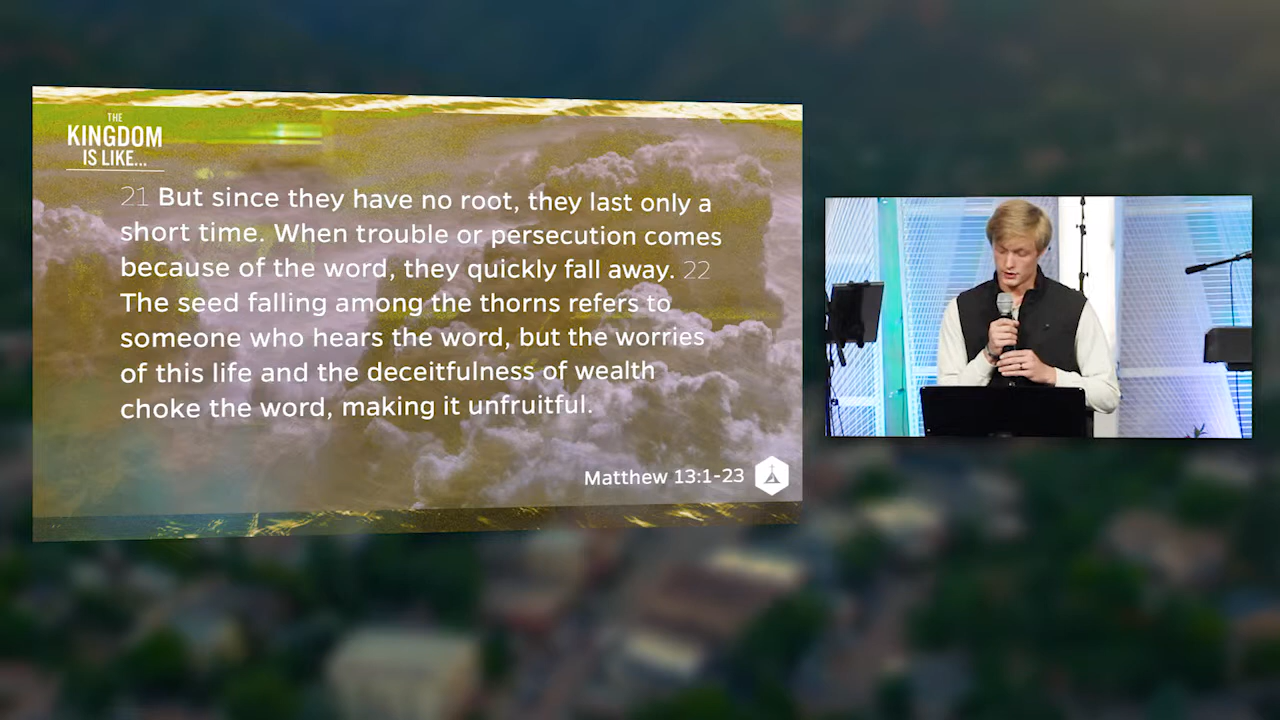 THE
KINGDOM
IS LIKE...
21 But since they have no root, they last only a
short time. When trouble or persecution comes
because of the word, they quickly fall away. 22
The seed falling among the thorns refers to
someone who hears the word, but the worries
of this life and the deceitfulness of wealth
choke the word, making it unfruitful.
Matthew 13:1-23